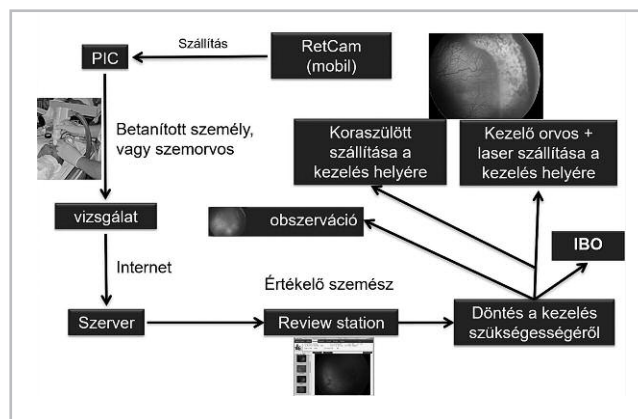 Szállítás
PIC
RetCam
(mobil)
Betanított személy,
vagy szemorvos
Koraszülött
szállítása a
kezelés helyére
Kezelő orvos +
laser szállítása a
kezelés helyére
vizsgálat
obszerváció
IBO
Internet
Értékelő szemész
Szerver
Review station
Döntés a kezelés
szükségességéről